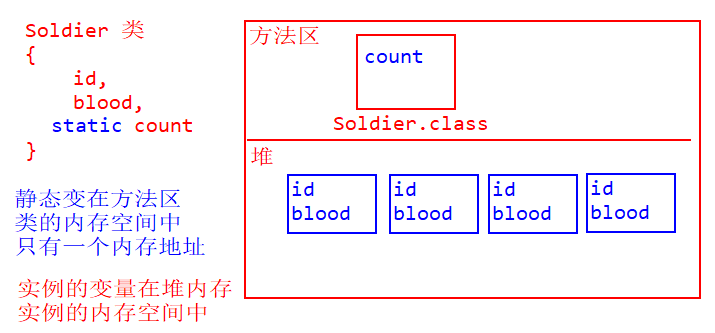 Soldier 类
{
id,
blood,
static count
}
静态变在方法区
类的内存空间中
只有一个内存地址
实例的变量在堆内存
实例的内存空间中
方法区
count
Soldier.class
堆
id
blood
id
blood
id
blood
id
blood